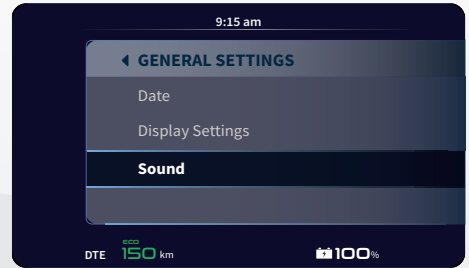 9:15 am
GENERAL SETTINGS
Date
Display Settings
Sound
eco
DTE 150 km 100%